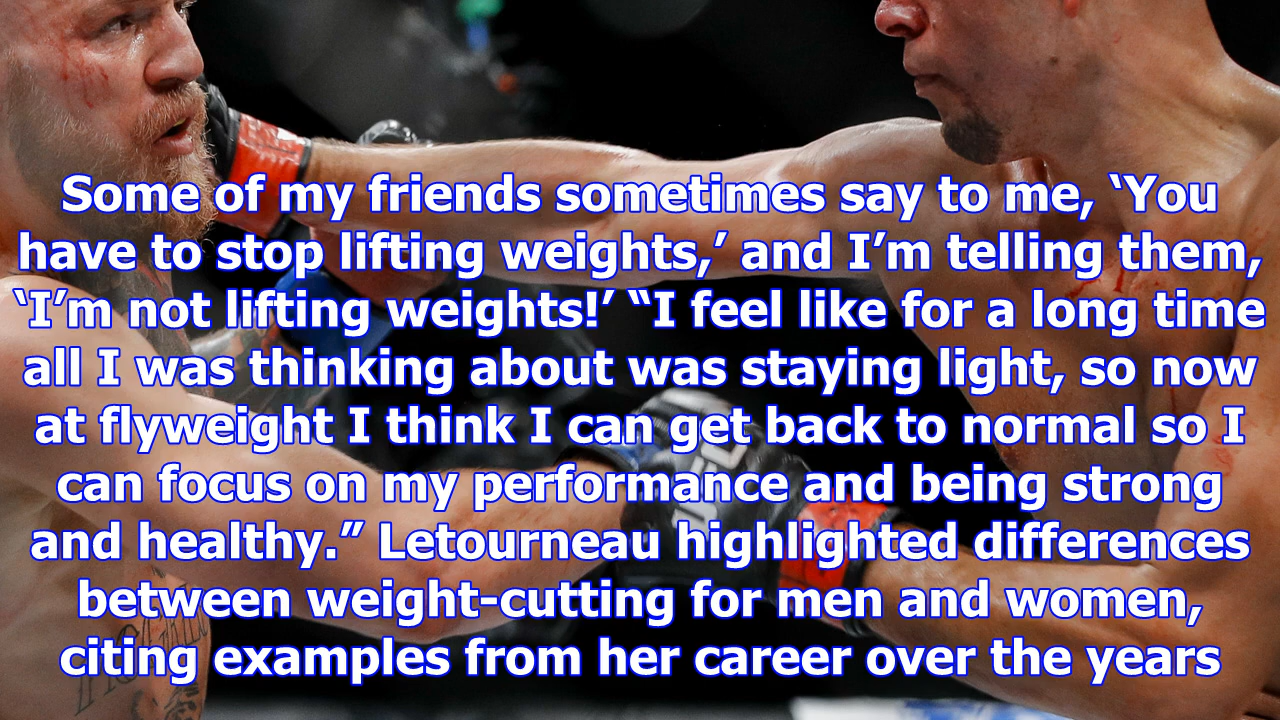 Some of my friends sometimes say to me, ‘You
have to stop lifting weights,’ and I’m telling them,
‘I’m not lifting weights!’ “I feel like for a long time
all I was thinking about was staying light, so now
at flyweight I think I can get back to normal so I
can focus on my performance and being strong
and healthy.” Letourneau highlighted differences
between weight-cutting for men and women,
citing examples from her career over the years
UFC